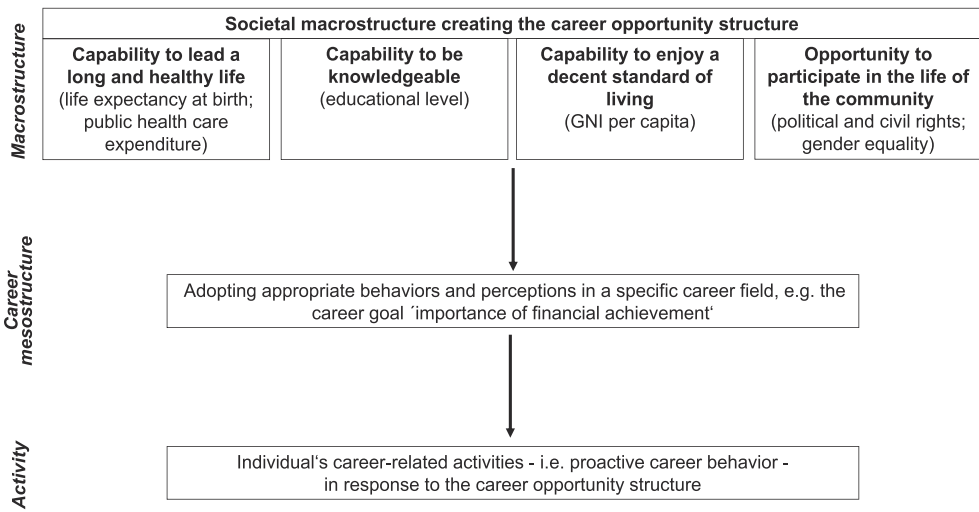 Macrostructure
Societal macrostructure creating the career opportunity structure
Capability to lead a
long and healthy life
(life expectancy at birth;
public health care
expenditure)
Capability to be
knowledgeable
(educational level)
Capability to enjoy a
decent standard of
living
(GNI per capita)
Opportunity to
participate in the life of
the community
(political and civil rights;
gender equality)
Career
mesostructure
Adopting appropriate behaviors and perceptions in a specific career field, e.g. the
career goal ´importance of financial achievement‘
Activity
Individual‘s career-related activities - i.e. proactive career behavior -
in response to the career opportunity structure